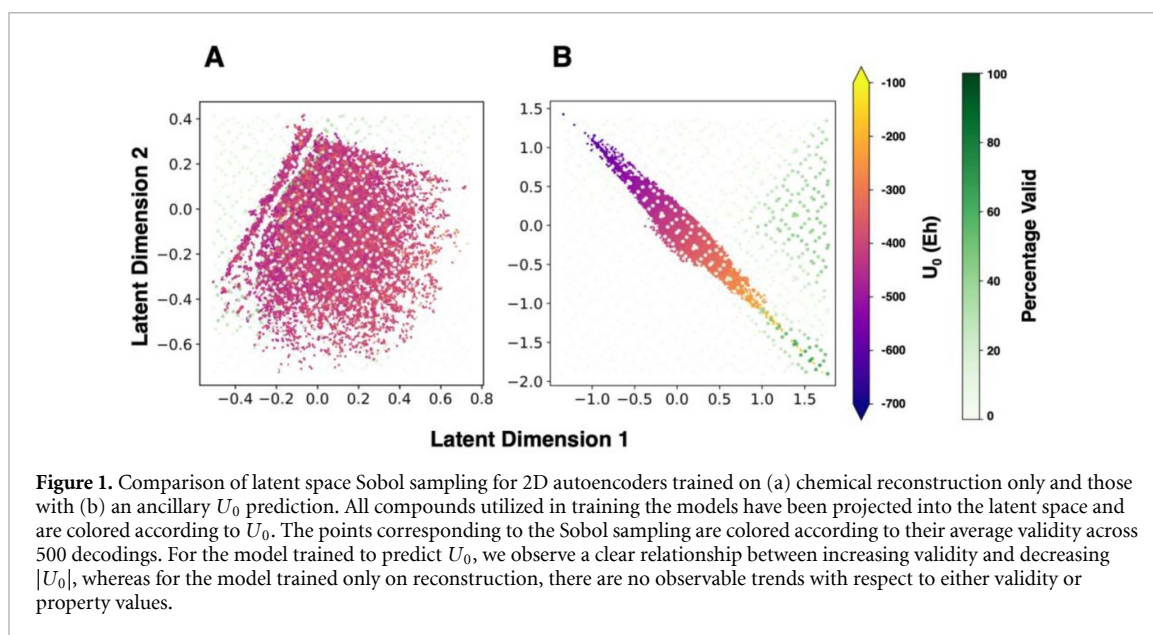 A
B
0.4
0.2
0.0
−0.2
−0.4
−0.6
Latent Dimension 2
−0.4 −0.2 0.0 0.2 0.4 0.6 0.8
1.5
1.0
0.5
0.0
−0.5
−1.0
−1.5
−2.0
−1.0 −0.5 0.0 0.5 1.0 1.5
Latent Dimension 1
-100
-200
-300
-400
-500
-600
-700
U₀ (Eh)
100
80
60
40
20
0
Percentage Valid
Figure 1. Comparison of latent space Sobol sampling for 2D autoencoders trained on (a) chemical reconstruction only and those
with (b) an ancillary U₀ prediction. All compounds utilized in training the models have been projected into the latent space and
are colored according to U₀. The points corresponding to the Sobol sampling are colored according to their average validity across
500 decodings. For the model trained to predict U₀, we observe a clear relationship between increasing validity and decreasing
|U₀|, whereas for the model trained only on reconstruction, there are no observable trends with respect to either validity or
property values.